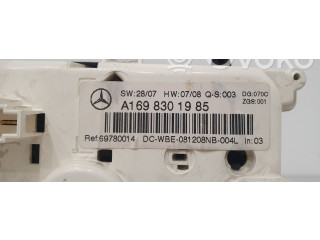 SW:28/07 HW:07/08 Q-S:003 DG:070C
ZGS:001
A169 830 19 85
Ref.69780014 DC-WBE-081208NB-004L In:03